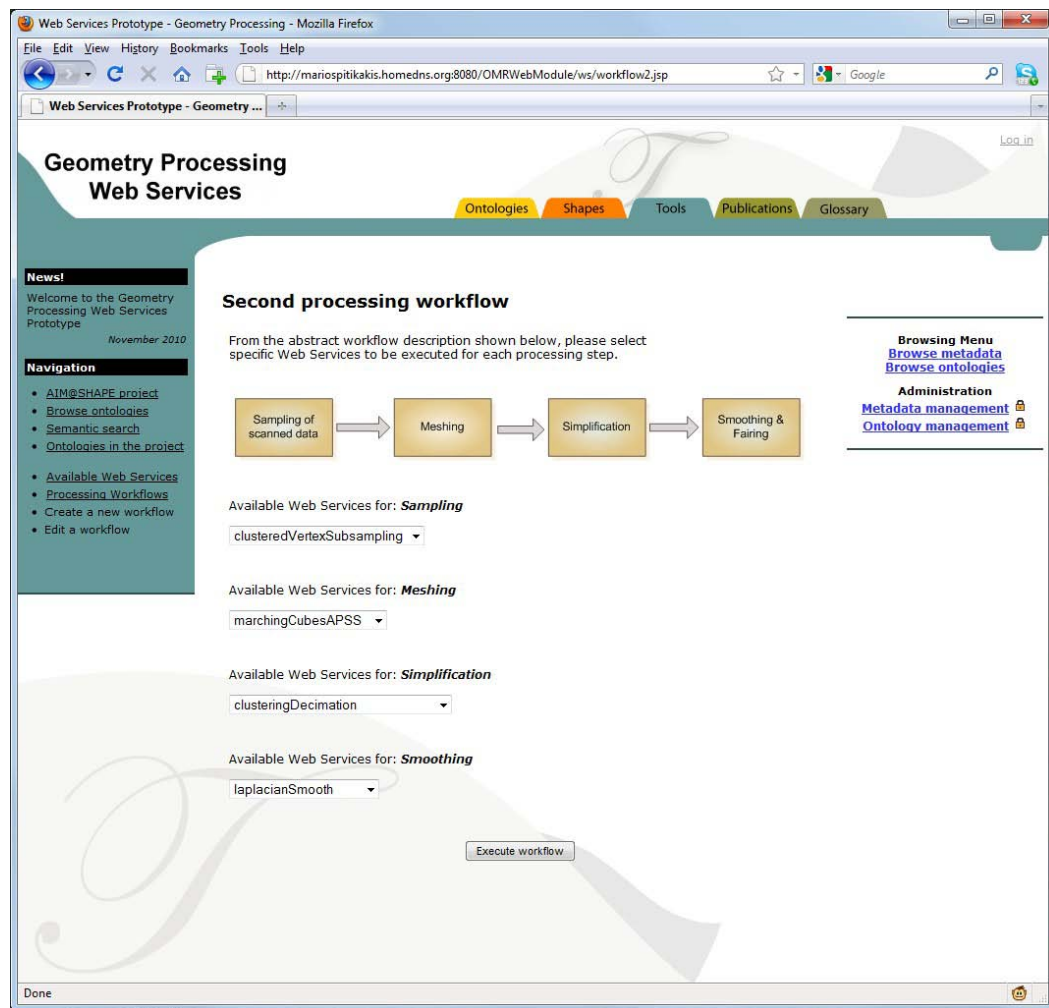 Web Services Prototype - Geometry Processing - Mozilla Firefox
File Edit View History Bookmarks Tools Help
http://mariospitikakis.homedns.org:8080/OMRWebModule/ws/workflow2.jsp
Google
Web Services Prototype - Geometry ...
Log in
Geometry Processing
Web Services
Ontologies Shapes Tools Publications Glossary
News!
Welcome to the Geometry
Processing Web Services
Prototype
November 2010
Navigation
AIM@SHAPE project
Browse ontologies
Semantic search
Ontologies in the project
Available Web Services
Processing Workflows
Create a new workflow
Edit a workflow
Second processing workflow
From the abstract workflow description shown below, please select
specific Web Services to be executed for each processing step.
Sampling of
scanned data
Meshing
Simplification
Smoothing &
Fairing
Available Web Services for: Sampling
clusteredVertexSubsampling
Available Web Services for: Meshing
marchingCubesAPSS
Available Web Services for: Simplification
clusteringDecimation
Available Web Services for: Smoothing
laplacianSmooth
Execute workflow
Browsing Menu
Browse metadata
Browse ontologies
Administration
Metadata management
Ontology management
Done